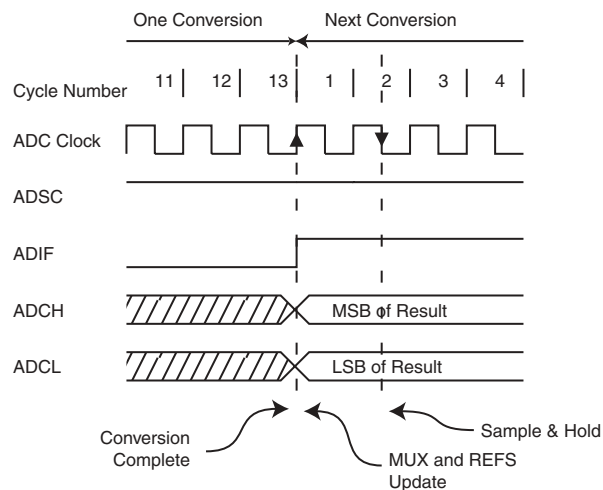 One Conversion Next Conversion
Cycle Number 11 12 13 1 2 3 4
ADC Clock
ADSC
ADIF
ADCH MSB of Result
ADCL LSB of Result
Conversion
Complete
MUX and REFS
Update
Sample & Hold